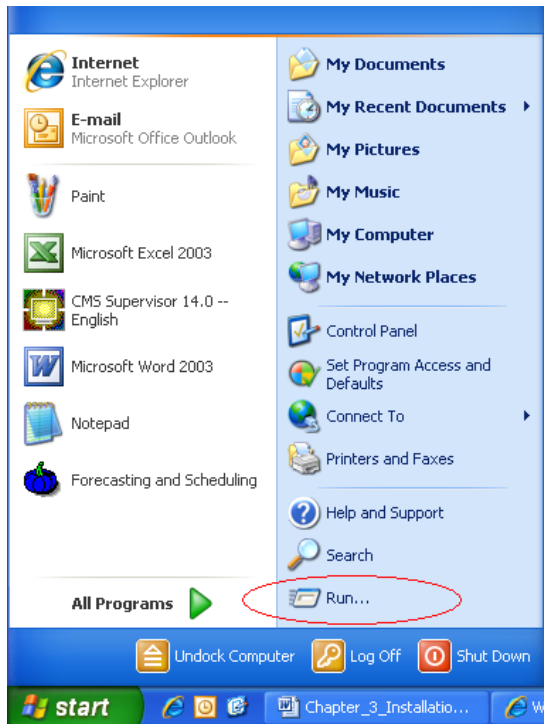 Internet
Internet Explorer
E-mail
Microsoft Office Outlook
Paint
Microsoft Excel 2003
CMS Supervisor 14.0 --
English
Microsoft Word 2003
Notepad
Forecasting and Scheduling
All Programs
My Documents
My Recent Documents
My Pictures
My Music
My Computer
My Network Places
Control Panel
Set Program Access and
Defaults
Connect To
Printers and Faxes
Help and Support
Search
Run...
Undock Computer
Log Off
Shut Down
start
Chapter_3_Installatio...
W